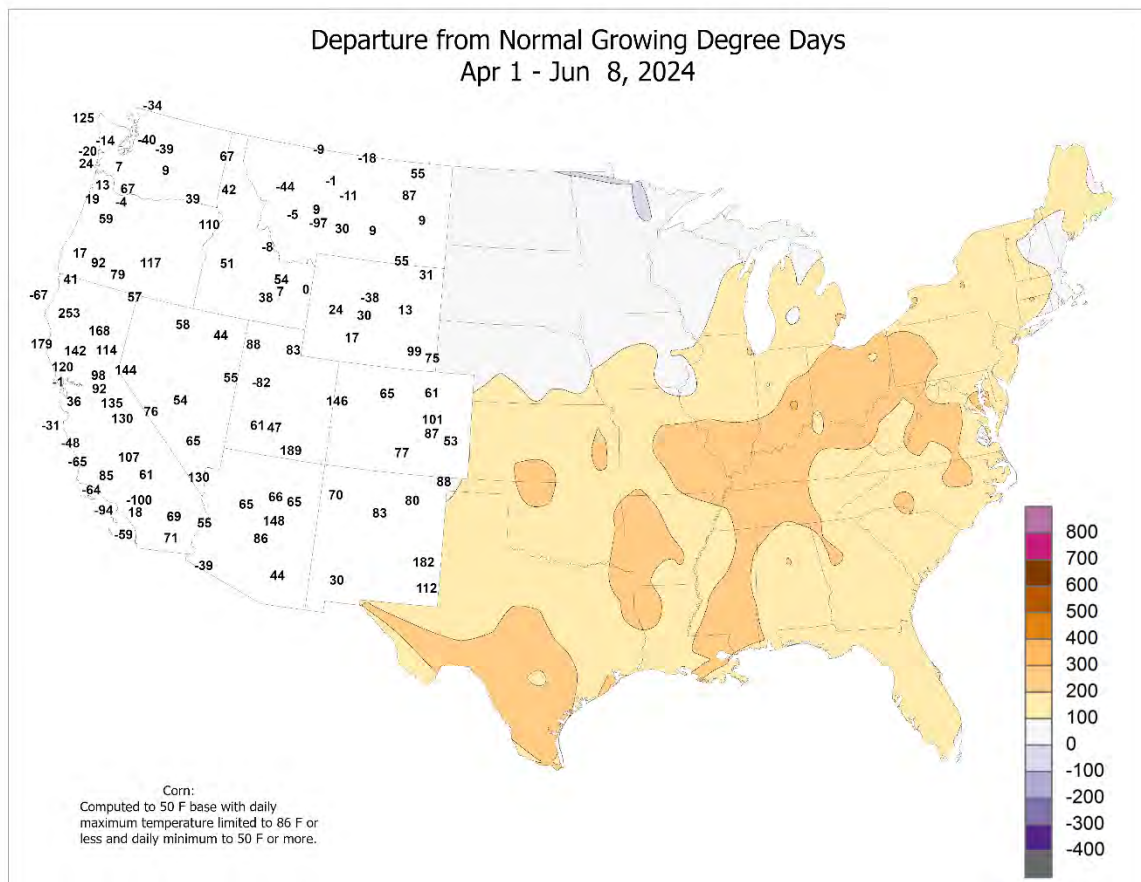 Departure from Normal Growing Degree Days
Apr 1 - Jun 8, 2024
-34
125
-14 -40
-20 -39 67 -9 -18
24 7 9 55
13 67 42 -44 -1 -11 87
19 -4 39
59 110 -5 9 9
-97 30 9
17 -8
92 117 51 55
41 79 54 31
-67 57 38 7 0 -38
253 24 30 13
168 58 44 17
179 142 114 88 83 99 75
120 98 144
-1 92 55 -82 65 61
36 135 54 146
-31 130 76 101
61 47 87
-48 65 53
-65 107 189 77
85 61 130 88
-64 -100 66 70 80
-94 18 69 65 65 83
55 148
-59 71 86
182
-39 44 30 112
800
700
600
500
400
300
200
100
0
-100
-200
-300
-400
Corn:
Computed to 50 F base with daily
maximum temperature limited to 86 F or
less and daily minimum to 50 F or more.